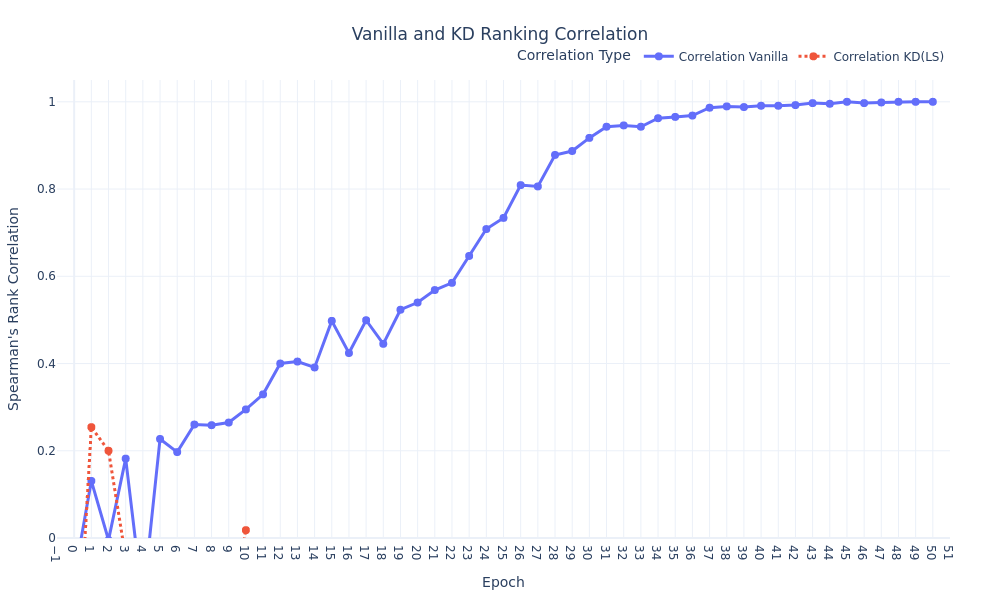 Vanilla and KD Ranking Correlation
Correlation Type Correlation Vanilla Correlation KD(LS)
Spearman's Rank Correlation
1
0.8
0.6
0.4
0.2
0
−1 0 1 2 3 4 5 6 7 8 9 10 11 12 13 14 15 16 17 18 19 20 21 22 23 24 25 26 27 28 29 30 31 32 33 34 35 36 37 38 39 40 41 42 43 44 45 46 47 48 49 50 51
Epoch